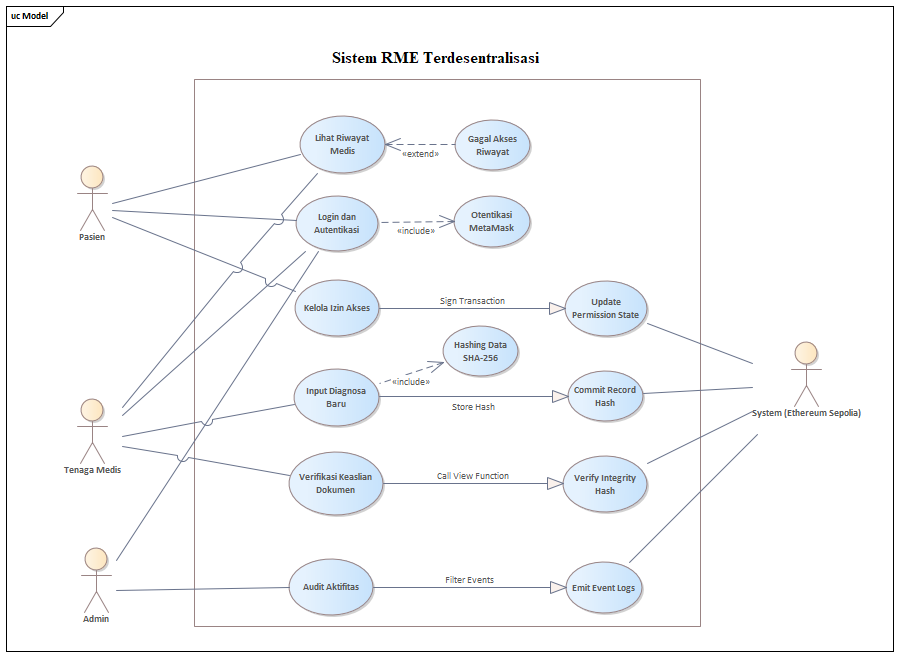 uc Model
Sistem RME Terdesentralisasi
Lihat Riwayat
Medis
«extend»
Gagal Akses
Riwayat
Pasien
Login dan
Autentikasi
«include»
Otentikasi
MetaMask
Kelola Izin Akses
Sign Transaction
Update
Permission State
Hashing Data
SHA-256
«include»
Input Diagnosa
Baru
Store Hash
Commit Record
Hash
System (Ethereum Sepolia)
Tenaga Medis
Verifikasi Keaslian
Dokumen
Call View Function
Verify Integrity
Hash
Audit Aktifitas
Filter Events
Emit Event Logs
Admin